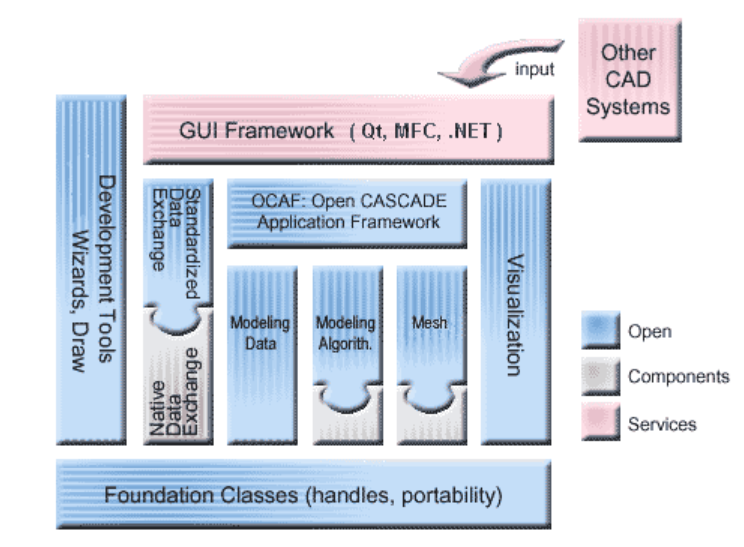 Other
CAD
Systems
input
GUI Framework ( Qt, MFC, .NET )
Development Tools
Wizards, Draw
Standardized
Data
Exchange
OCAF: Open CASCADE
Application Framework
Visualization
Modeling
Data
Modeling
Algorith.
Mesh
Native
Data
Exchange
Open
Components
Services
Foundation Classes (handles, portability)